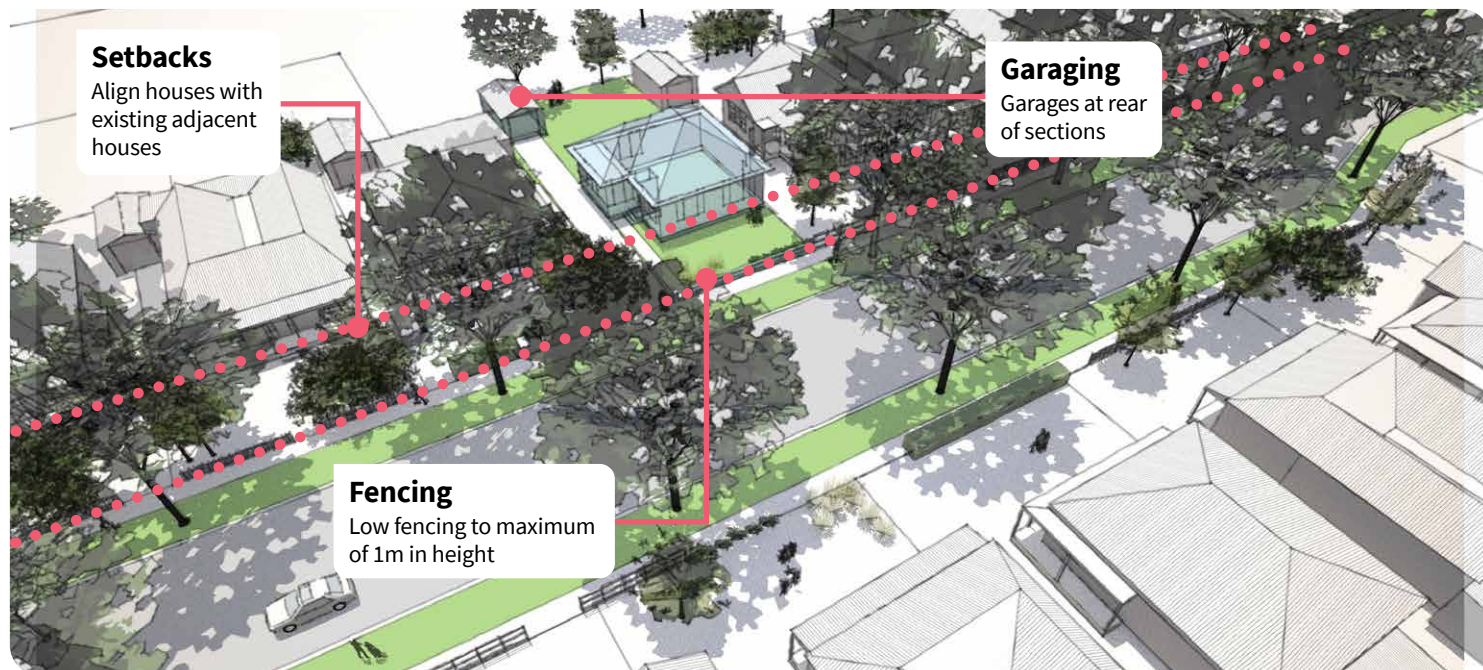 Setbacks
Align houses with
existing adjacent
houses
Garaging
Garages at rear
of sections
Fencing
Low fencing to maximum
of 1m in height